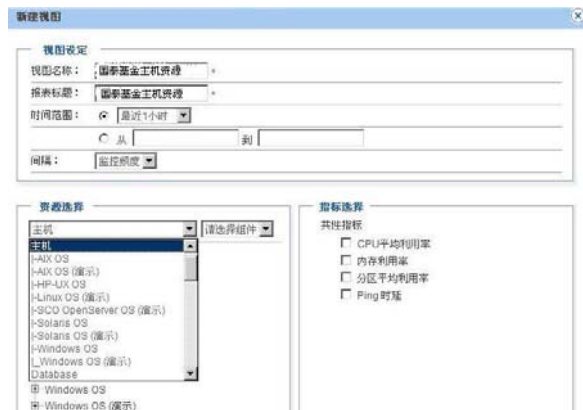 新建视图
视图设定
视图名称： 国泰基金主机资源 *
报表标题： 国泰基金主机资源 *
时间范围： 最近1小时
从 到
间隔： 监控频度
资源选择
主机 请选择组件
主机
|-AIX OS
|-AIX OS (演示)
|-HP-UX OS
|-Linux OS (演示)
|-SCO OpenServer OS (演示)
|-Solaris OS
|-Solaris OS (演示)
|-Windows OS
|_Windows OS (演示)
Database
Windows OS
Windows OS (演示)
指标选择
共性指标
CPU平均利用率
内存利用率
分区平均利用率
Ping时延